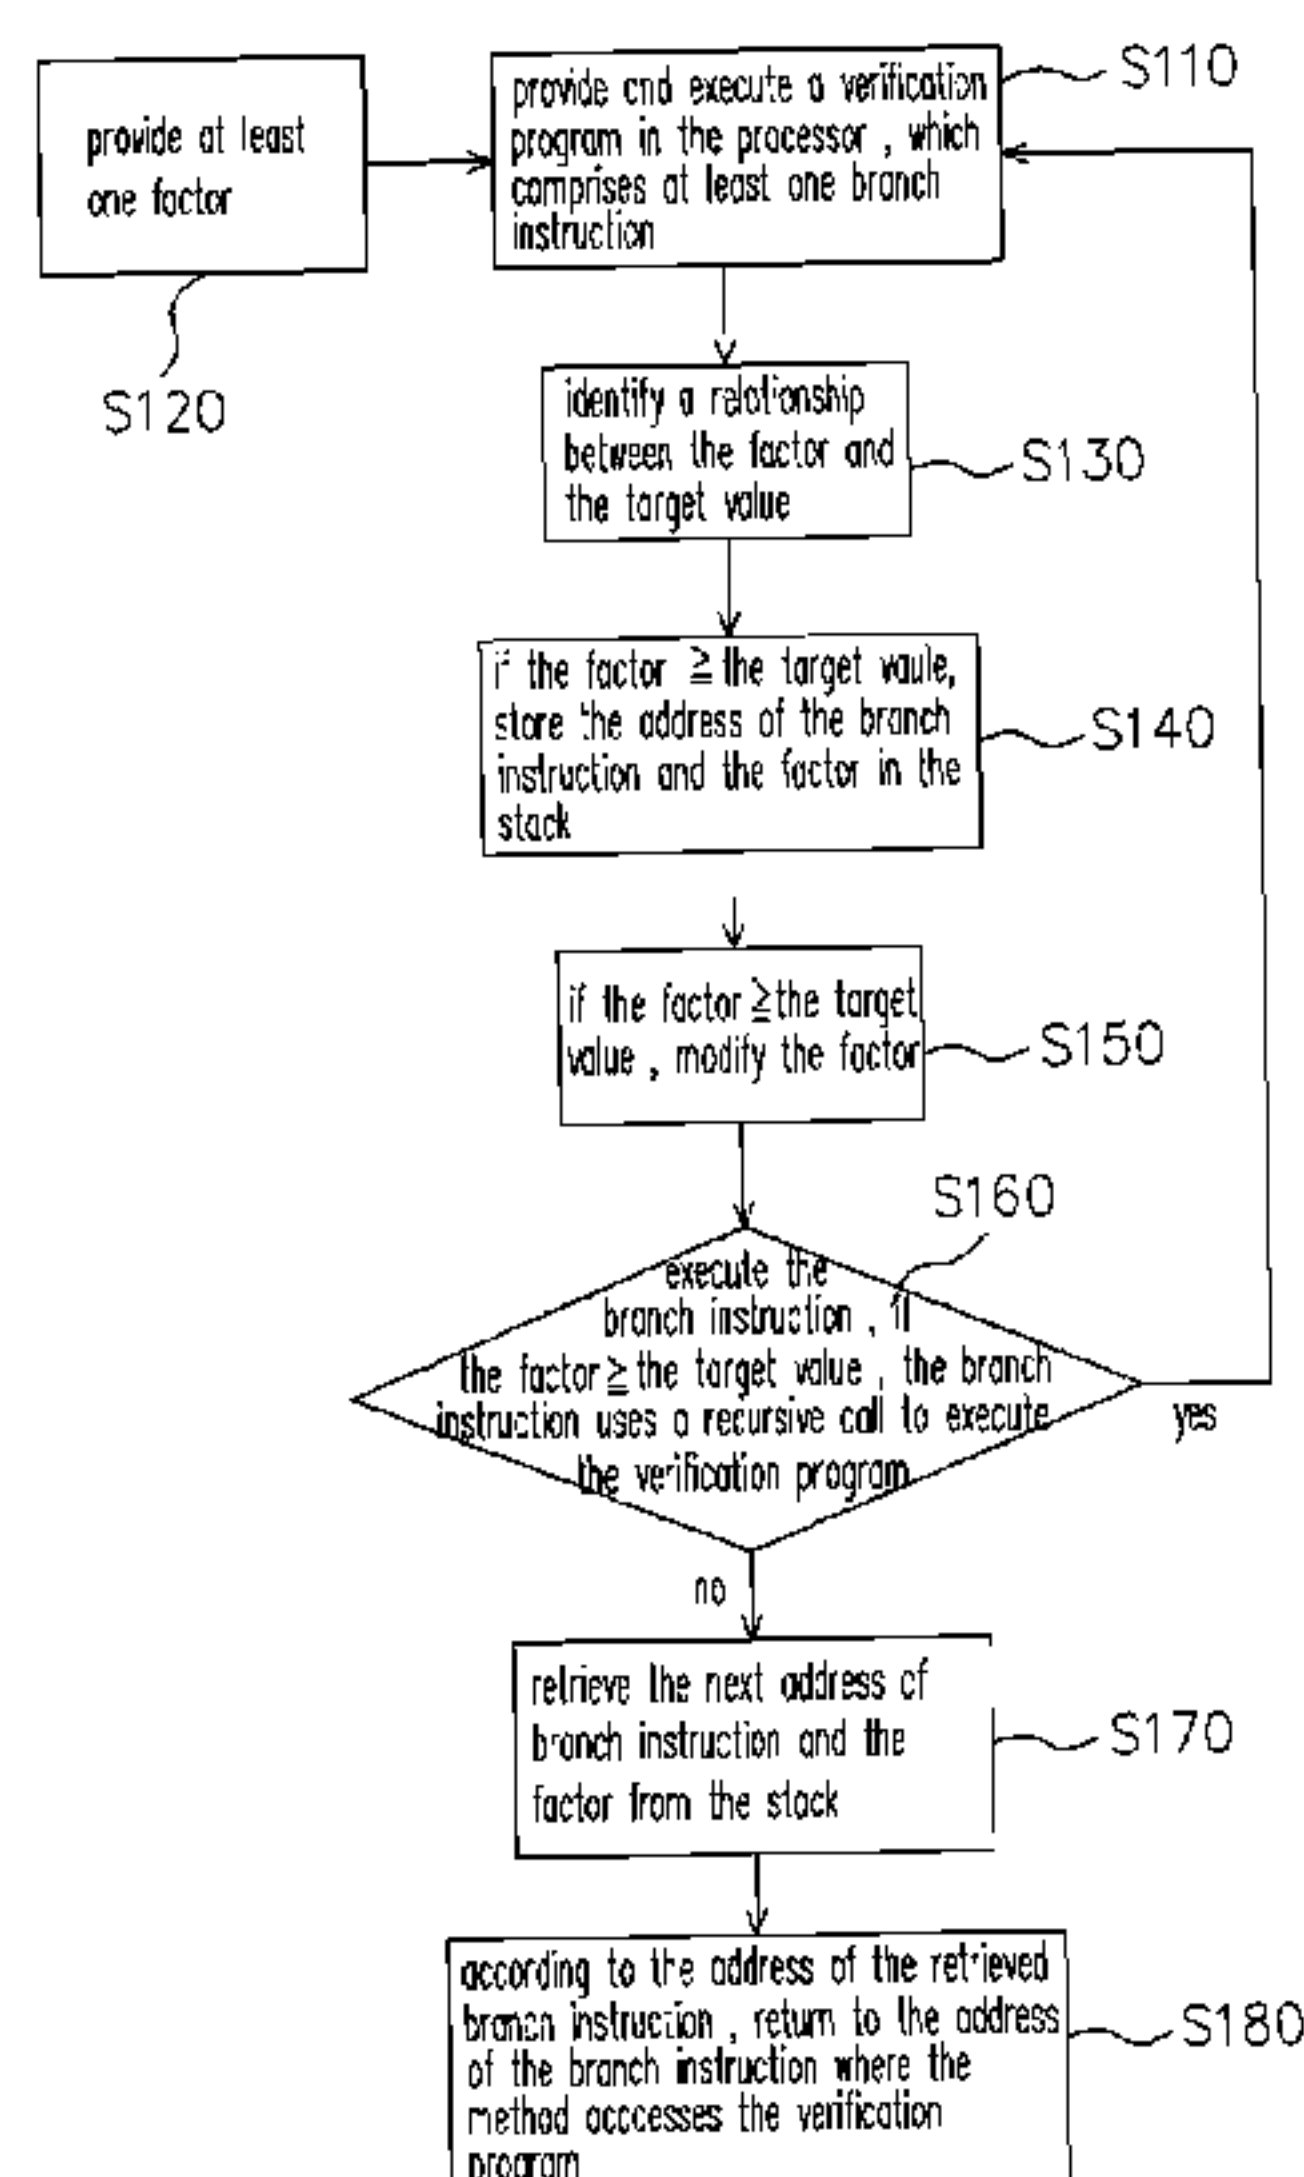 provide at least
one factor
S120
provide and execute a verification
program in the processor , which
comprises at least one branch
instruction
S110
identify a relationship
between the factor and
the target value
S130
if the factor ≧ the target vaule,
store the address of the branch
instruction and the factor in the
stack
S140
if the factor ≧ the target
value , modify the factor
S150
S160
execute the
branch instruction , if
the factor ≧ the target value , the branch
instruction uses a recursive call to execute
the verification program
yes
no
retrieve the next address of
branch instruction and the
factor from the stack
S170
according to the address of the retrieved
branch instruction , return to the address
of the branch instruction where the
method acccesses the verification
program
S180